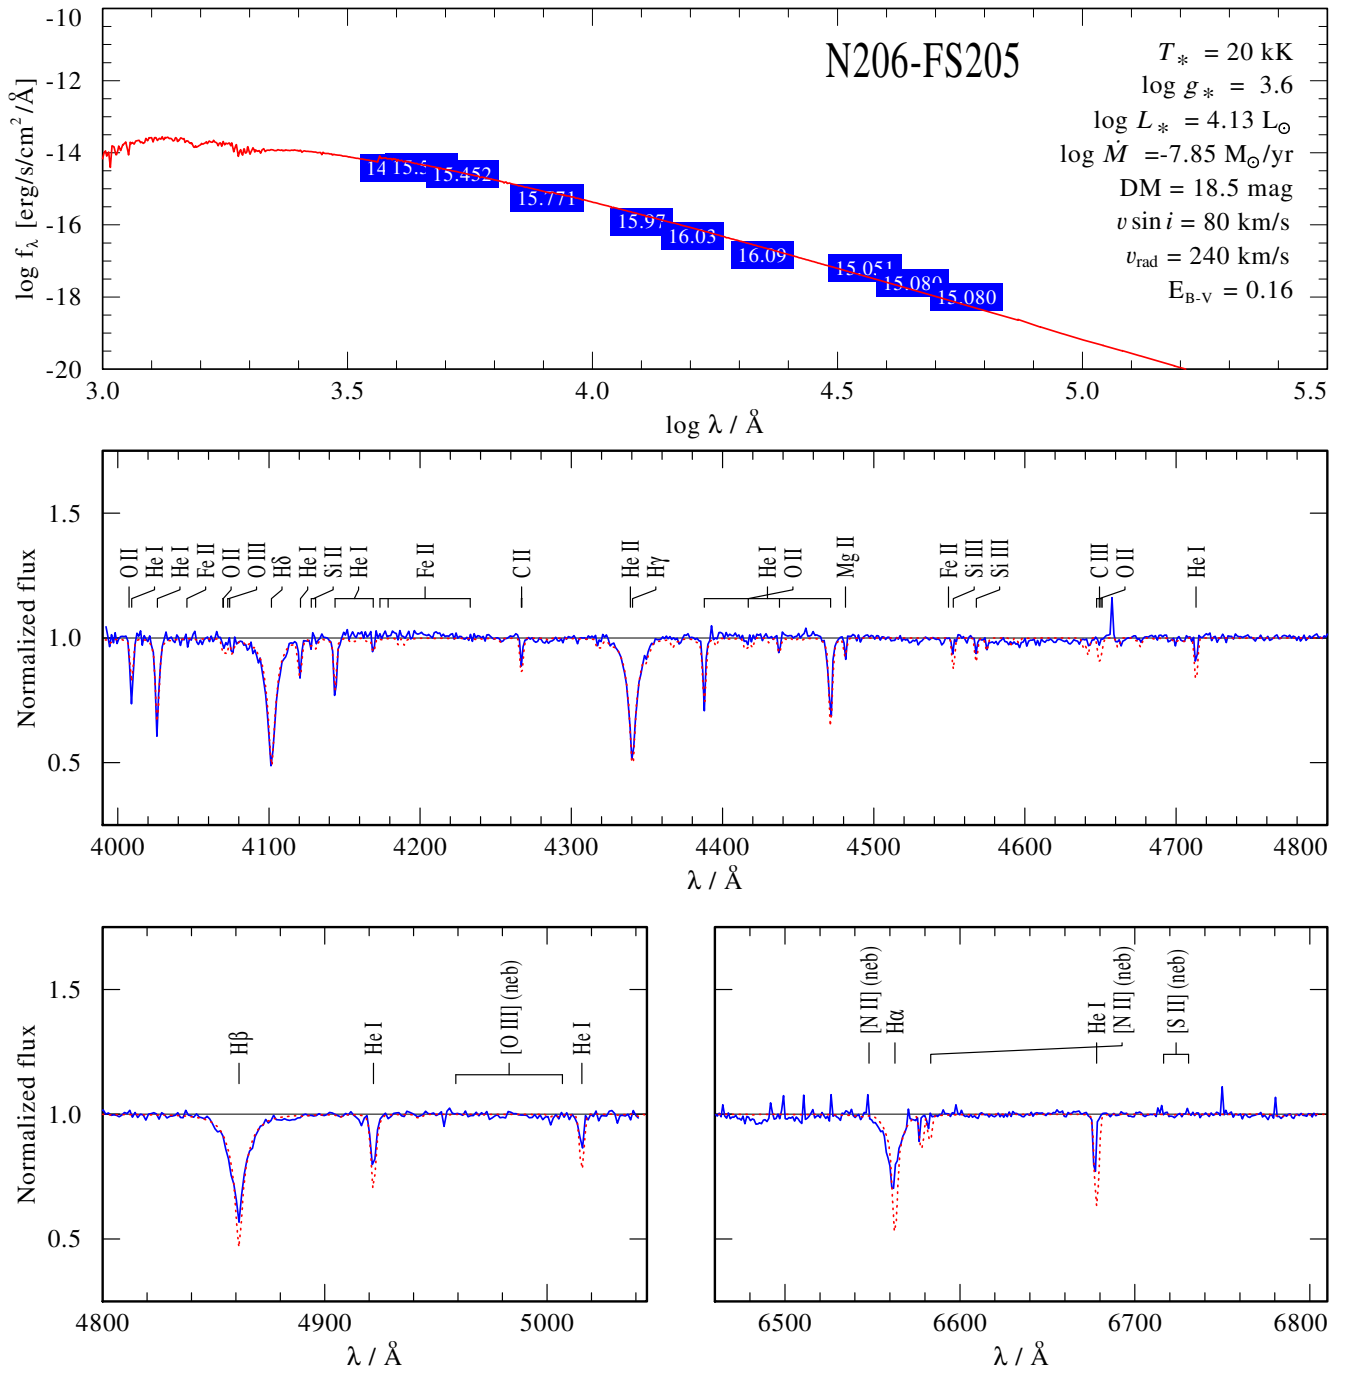 N206-FS205
T* = 20 kK
log g* = 3.6
log L* = 4.13 L⊙
log Ṁ =-7.85 M⊙/yr
DM = 18.5 mag
v sin i = 80 km/s
vrad = 240 km/s
EB-V = 0.16
log fλ [erg/s/cm²/Å]
-10
-12
-14
-16
-18
-20
14
15.452
15.771
15.97
16.03
16.09
15.051
15.080
15.080
3.0 3.5 4.0 4.5 5.0 5.5
log λ / Å
Normalized flux
1.5
1.0
0.5
O II
He I
He I
Fe II
O II
O III
Hδ
He I
Si II
He I
Fe II
C II
He II
Hγ
He I
O II
Mg II
Fe II
Si III
Si III
C III
O II
He I
4000 4100 4200 4300 4400 4500 4600 4700 4800
λ / Å
Normalized flux
1.5
1.0
0.5
Hβ
He I
[O III] (neb)
He I
4800 4900 5000
λ / Å
[N II] (neb)
Hα
He I
[N II] (neb)
[S II] (neb)
6500 6600 6700 6800
λ / Å